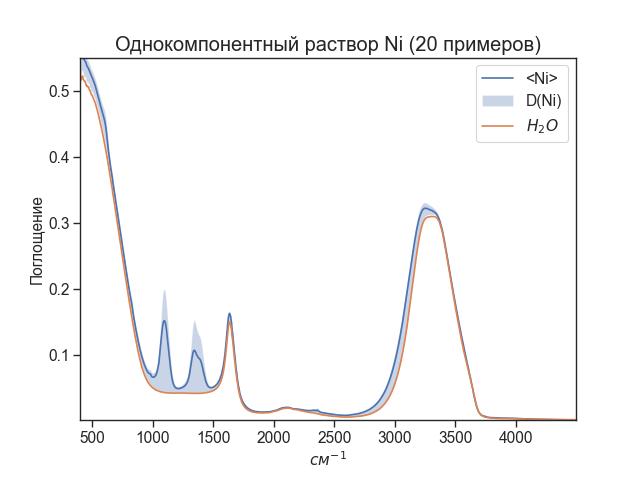 Однокомпонентный раствор Ni (20 примеров)
<Ni>
D(Ni)
H₂O
Поглощение
0.5
0.4
0.3
0.2
0.1
500 1000 1500 2000 2500 3000 3500 4000
см⁻¹